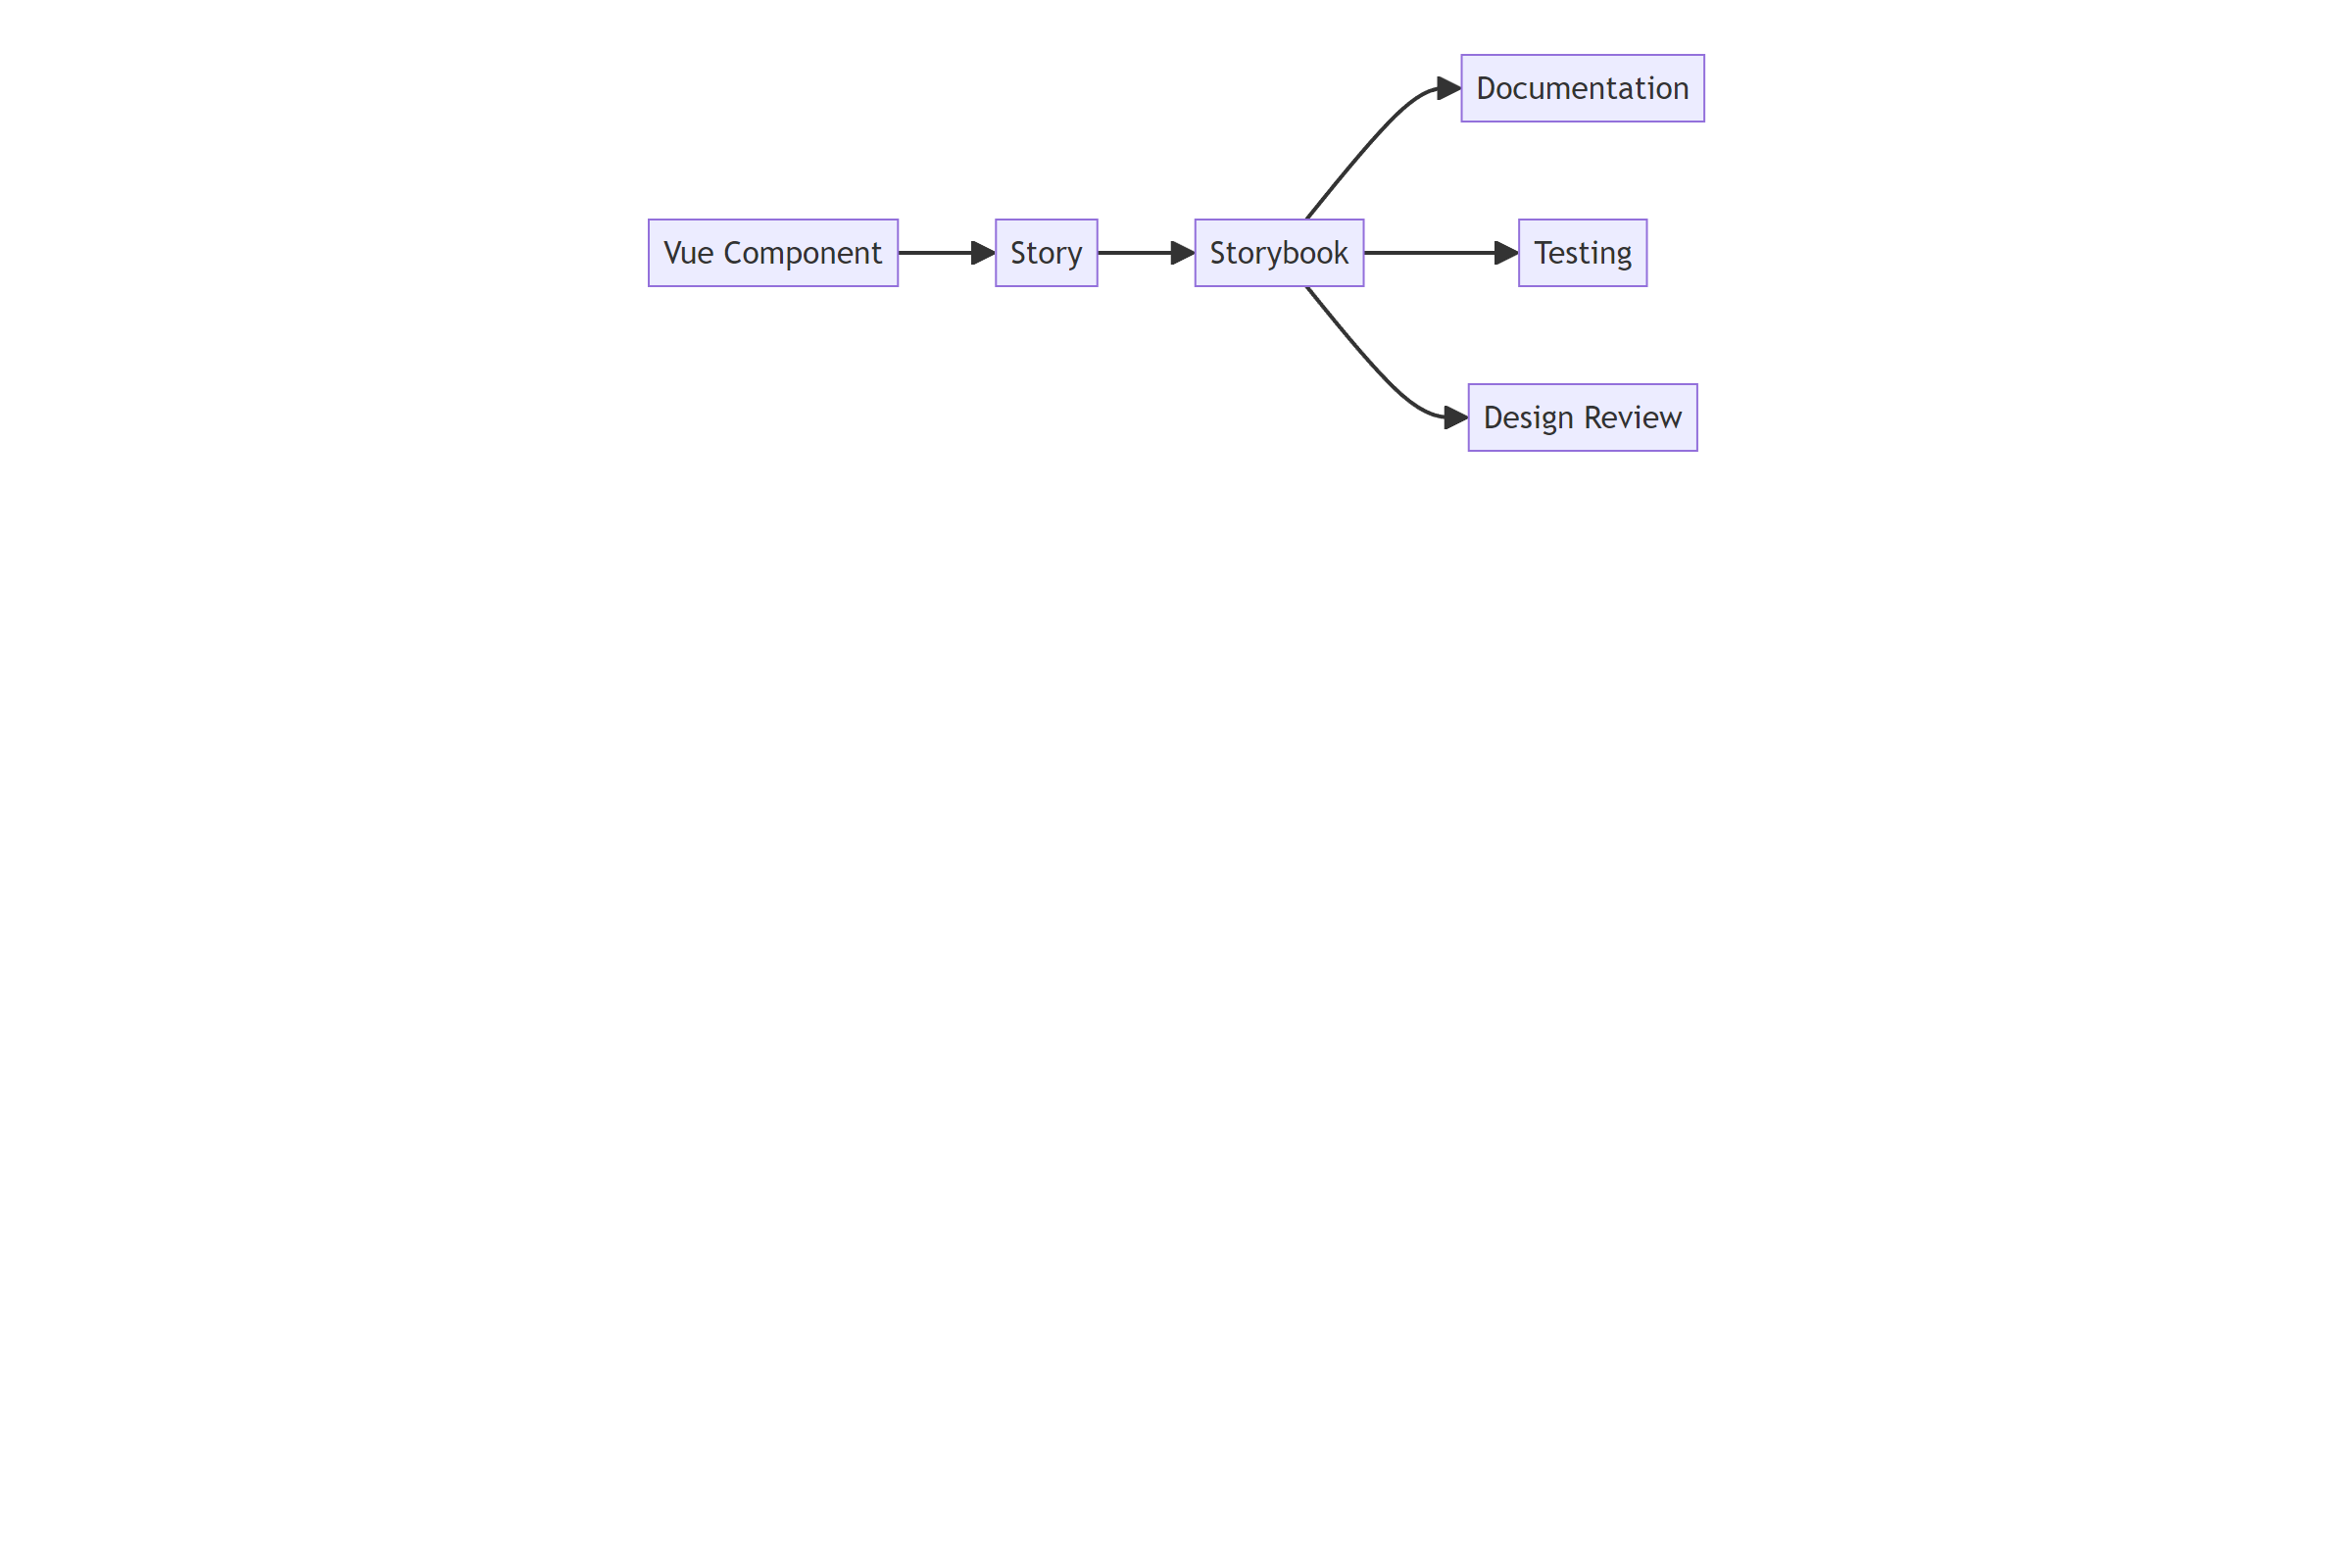 Documentation
Vue Component
Story
Storybook
Testing
Design Review